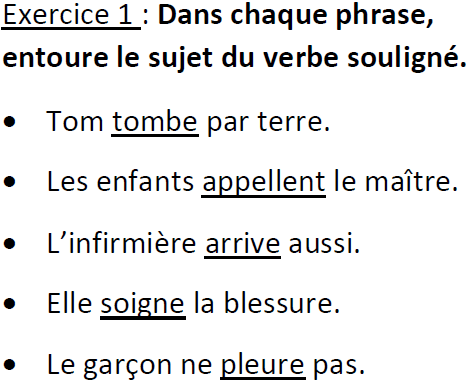 Exercice 1 : Dans chaque phrase,
entoure le sujet du verbe souligné.
• Tom tombe par terre.
• Les enfants appellent le maître.
• L’infirmière arrive aussi.
• Elle soigne la blessure.
• Le garçon ne pleure pas.